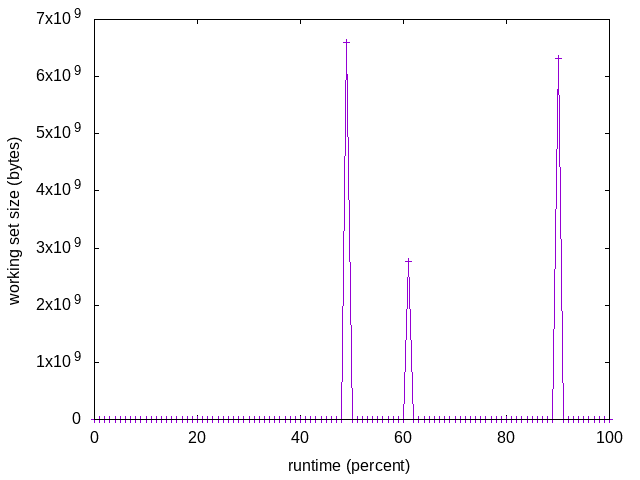 7x10^9
6x10^9
5x10^9
4x10^9
3x10^9
2x10^9
1x10^9
0
working set size (bytes)
0 20 40 60 80 100
runtime (percent)